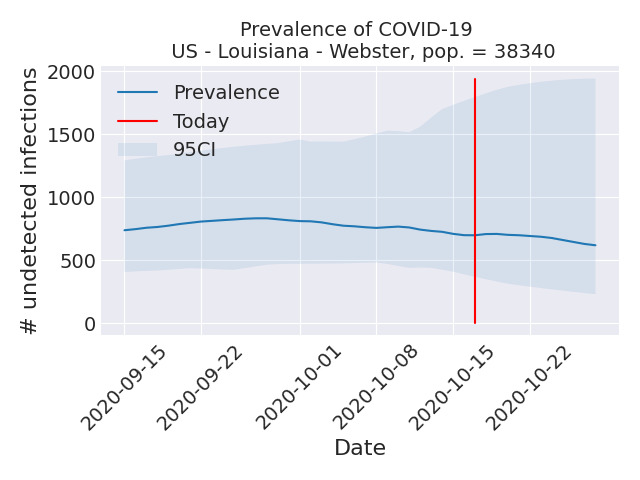 Prevalence of COVID-19
US - Louisiana - Webster, pop. = 38340
# undetected infections
2000
1500
1000
500
0
Prevalence
Today
95CI
2020-09-15
2020-09-22
2020-10-01
2020-10-08
2020-10-15
2020-10-22
Date